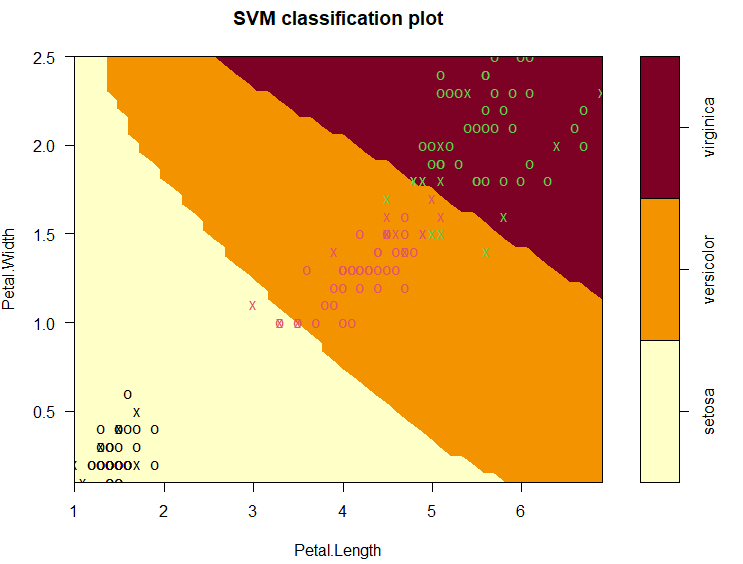 SVM classification plot
2.5
2.0
1.5
1.0
0.5
Petal.Width
1 2 3 4 5 6
Petal.Length
virginica
versicolor
setosa